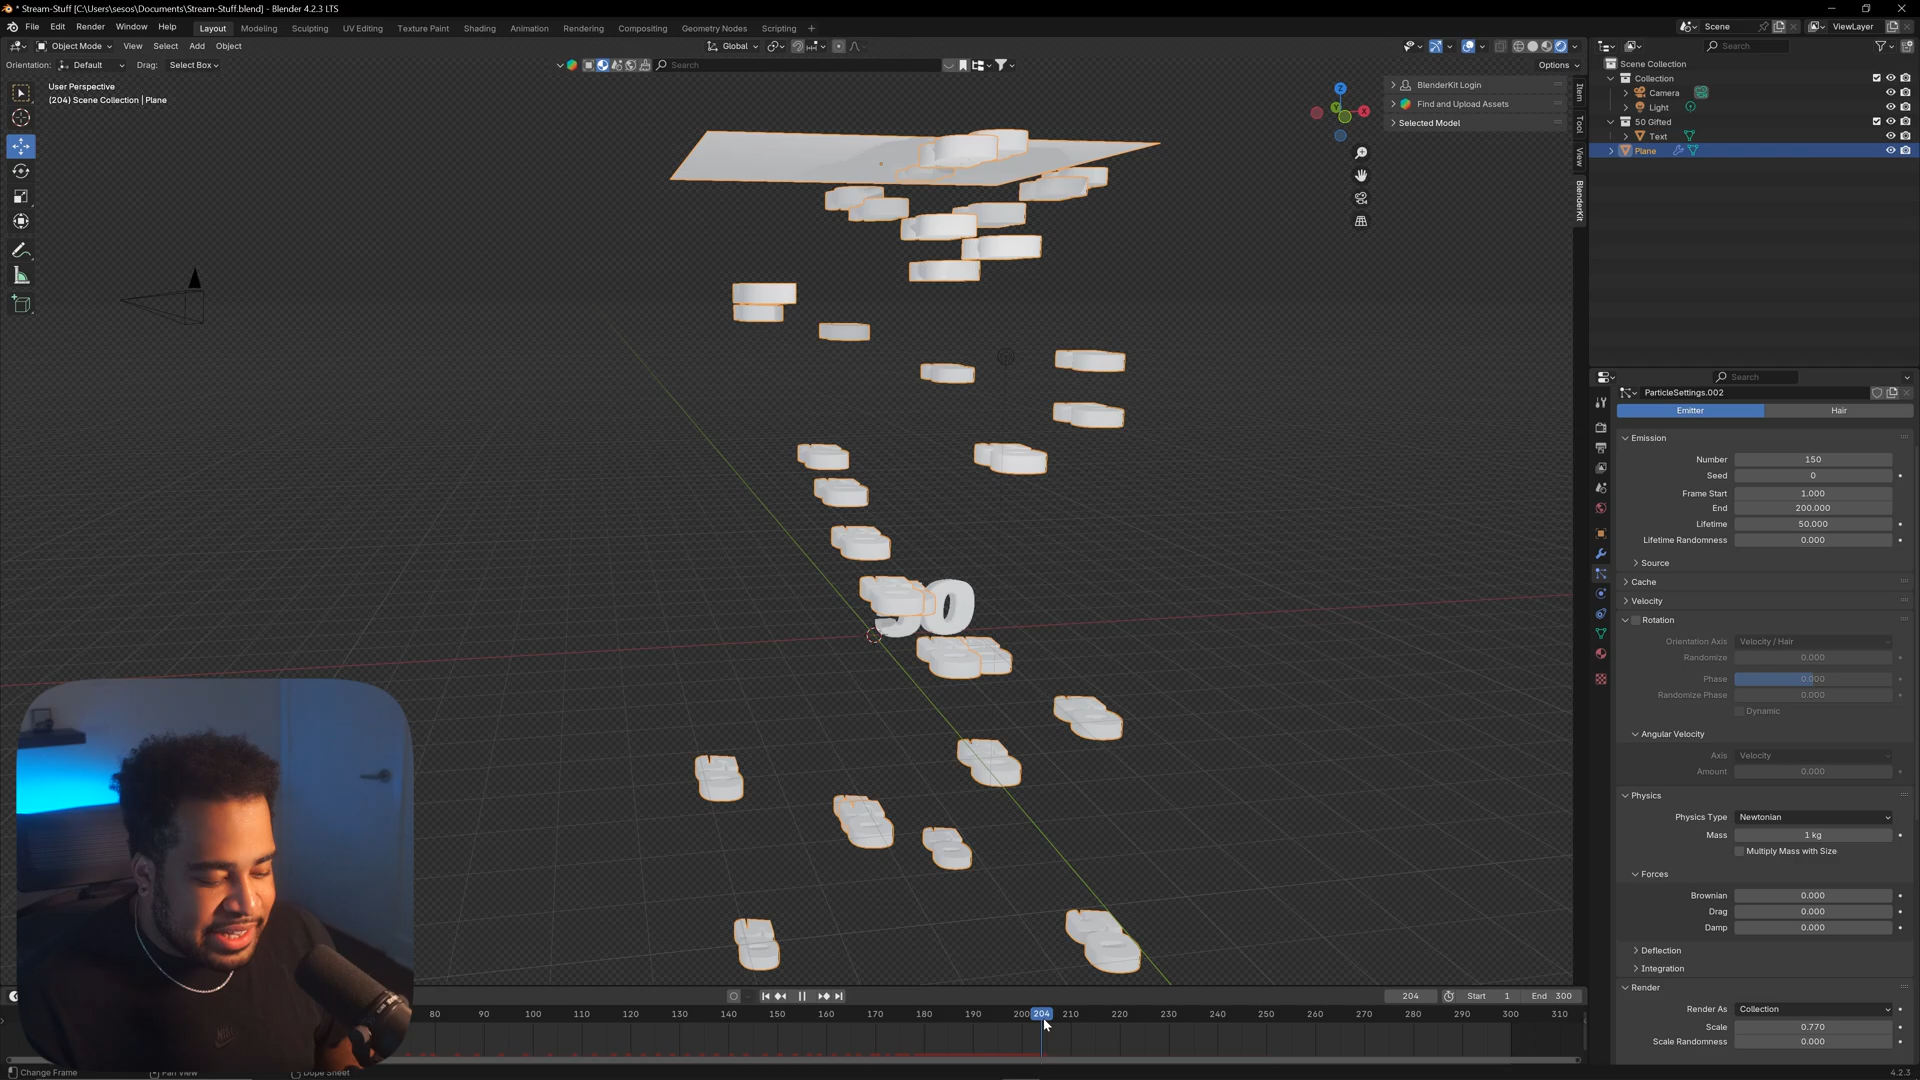 * Stream-Stuff [C:\Users\sesos\Documents\Stream-Stuff.blend] - Blender 4.2.3 LTS
File Edit Render Window Help Layout Modeling Sculpting UV Editing Texture Paint Shading Animation Rendering Compositing Geometry Nodes Scripting + Scene ViewLayer
Object Mode View Select Add Object Global Search
Orientation: Default Drag: Select Box Search Options
User Perspective
(204) Scene Collection | Plane
Z
Y
X
BlenderKit Login
Find and Upload Assets
Selected Model
Item
Tool
View
BlenderKit
Scene Collection
Collection
Camera
Light
50 Gifted
Text
Plane
Search
ParticleSettings.002
Emitter Hair
Emission
Number 150
Seed 0
Frame Start 1.000
End 200.000
Lifetime 50.000
Lifetime Randomness 0.000
Source
Cache
Velocity
Rotation
Orientation Axis Velocity / Hair
Randomize 0.000
Phase 0.000
Randomize Phase 0.000
Dynamic
Angular Velocity
Axis Velocity
Amount 0.000
Physics
Physics Type Newtonian
Mass 1 kg
Multiply Mass with Size
Forces
Brownian 0.000
Drag 0.000
Damp 0.000
Deflection
Integration
Render
Render As Collection
Scale 0.770
Scale Randomness 0.000
50
NIKE
204 Start 1 End 300
80 90 100 110 120 130 140 150 160 170 180 190 200 204 210 220 230 240 250 260 270 280 290 300 310
Change Frame Pan View Dope Sheet 4.2.3